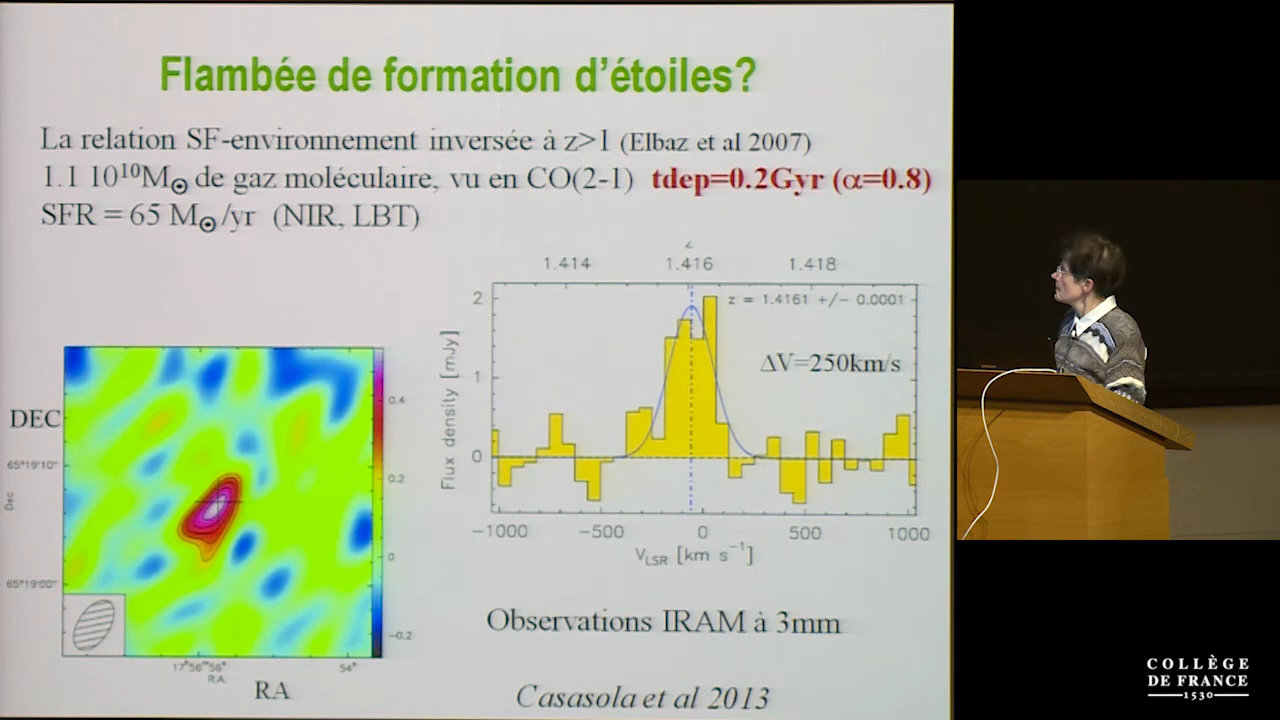 Flambée de formation d'étoiles?
La relation SF-environnement inversée à z>1 (Elbaz et al 2007)
1.1 10¹⁰M☉ de gaz moléculaire, vu en CO(2-1) tdep=0.2Gyr (α=0.8)
SFR = 65 M☉/yr (NIR, LBT)
z
1.414 1.416 1.418
z = 1.4161 +/- 0.0001
ΔV=250km/s
Flux density [mJy]
2
1
0
-1000 -500 0 500 1000
V_LSR [km s⁻¹]
DEC
65°19'10"
Dec
65°19'00"
0.4
0.2
0
-0.2
17ʰ56ᵐ56ˢ 54ˢ
R.A.
RA
Observations IRAM à 3mm
Casasola et al 2013
COLLÈGE
DE FRANCE
1530